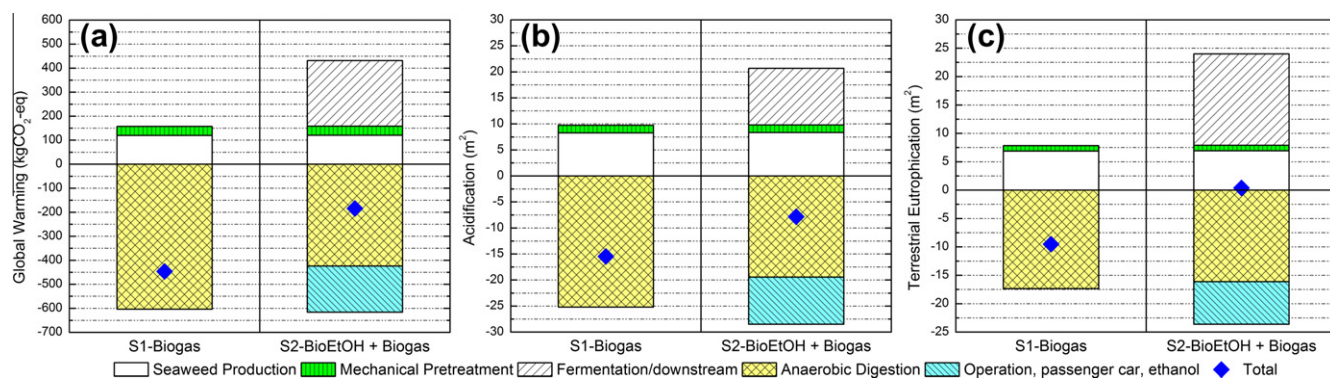 (a)
Global Warming (kgCO2-eq)
600
500
400
300
200
100
0
-100
-200
-300
-400
-500
-600
-700
S1-Biogas
S2-BioEtOH + Biogas
(b)
Acidification (m²)
30
25
20
15
10
5
0
-5
-10
-15
-20
-25
-30
S1-Biogas
S2-BioEtOH + Biogas
(c)
Terrestrial Eutrophication (m²)
30
25
20
15
10
5
0
-5
-10
-15
-20
-25
S1-Biogas
S2-BioEtOH + Biogas
Seaweed Production
Mechanical Pretreatment
Fermentation/downstream
Anaerobic Digestion
Operation, passenger car, ethanol
Total